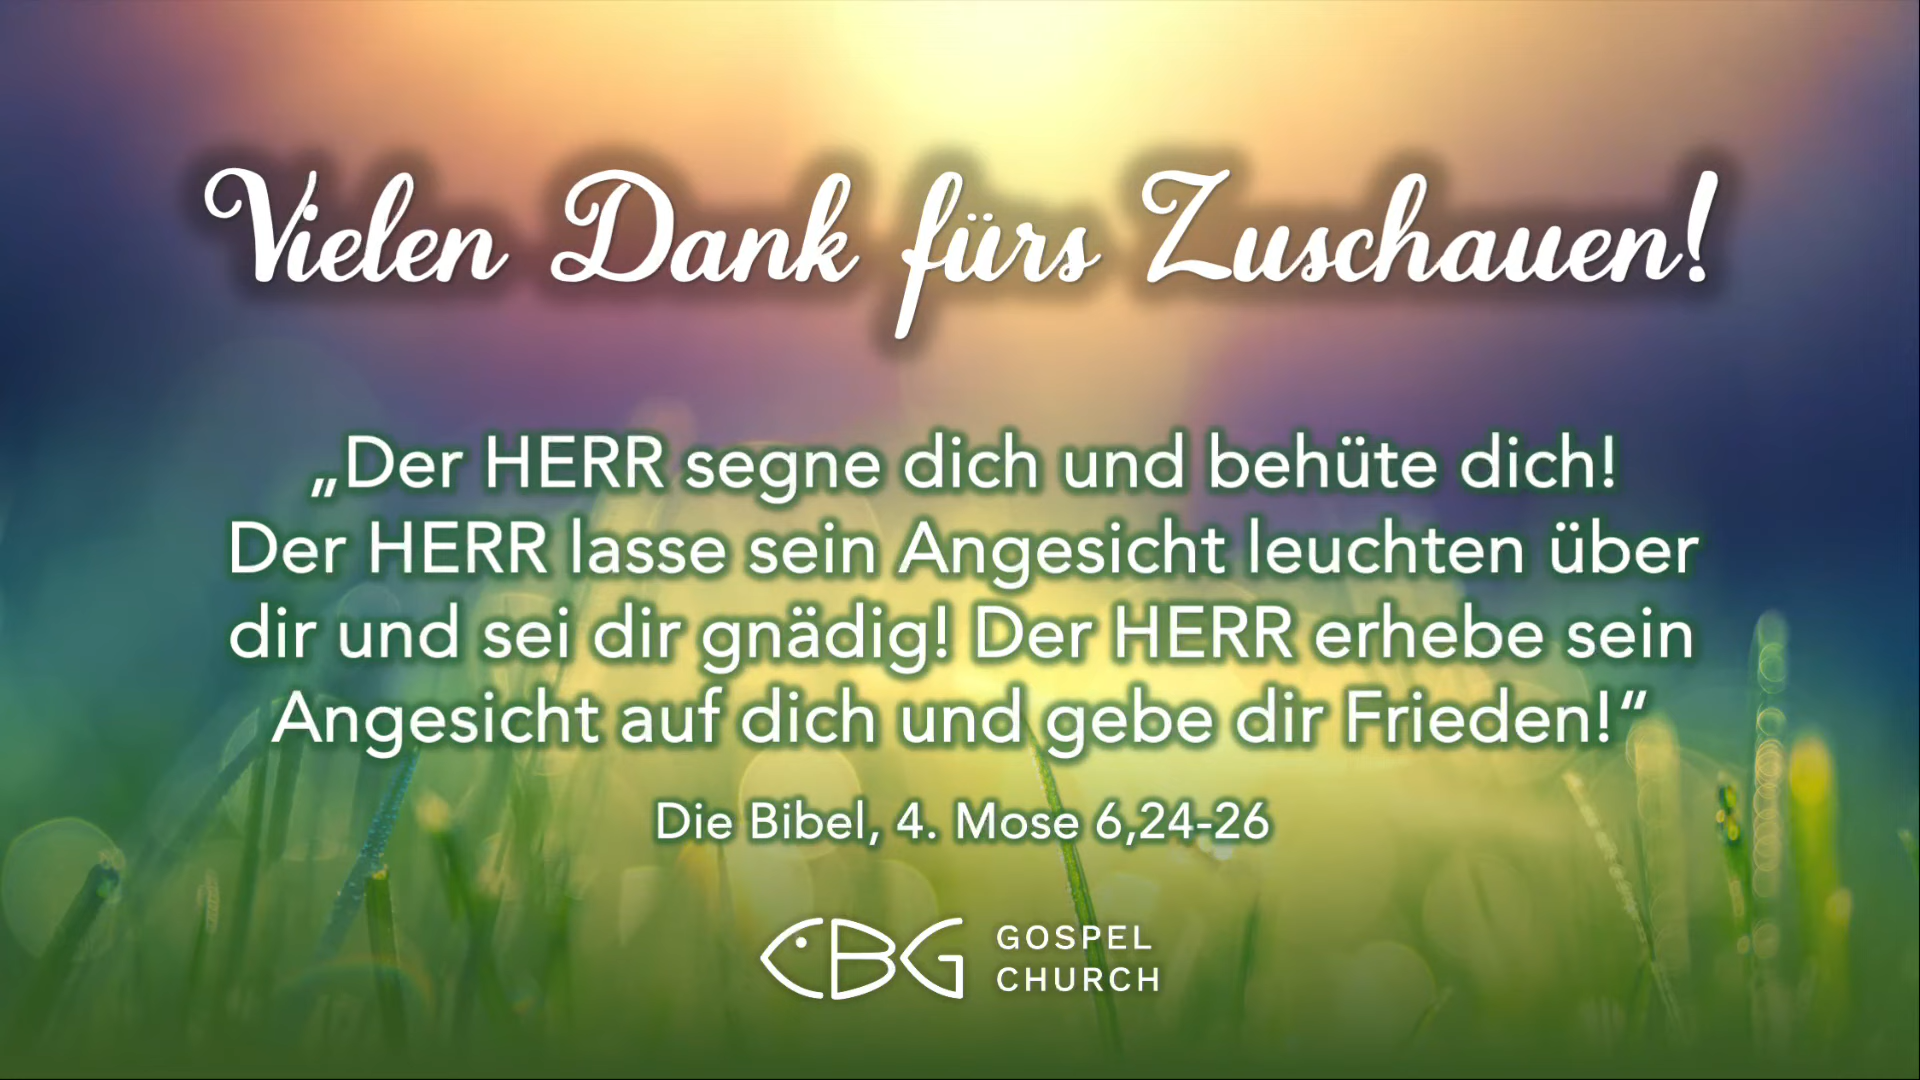 Vielen Dank fürs Zuschauen!
„Der HERR segne dich und behüte dich!
Der HERR lasse sein Angesicht leuchten über
dir und sei dir gnädig! Der HERR erhebe sein
Angesicht auf dich und gebe dir Frieden!“
Die Bibel, 4. Mose 6,24-26
CBG GOSPEL
CHURCH